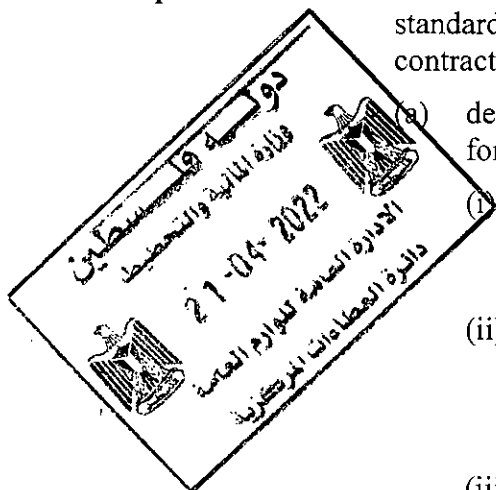 standard
contract
(a) de
for
(i)
(ii)
(iii)
دولة فلسطين
وزارة المالية والتخطيط
21-04-2022
الادارة العامة للوازم العامة
دائرة العطاءات المركزية